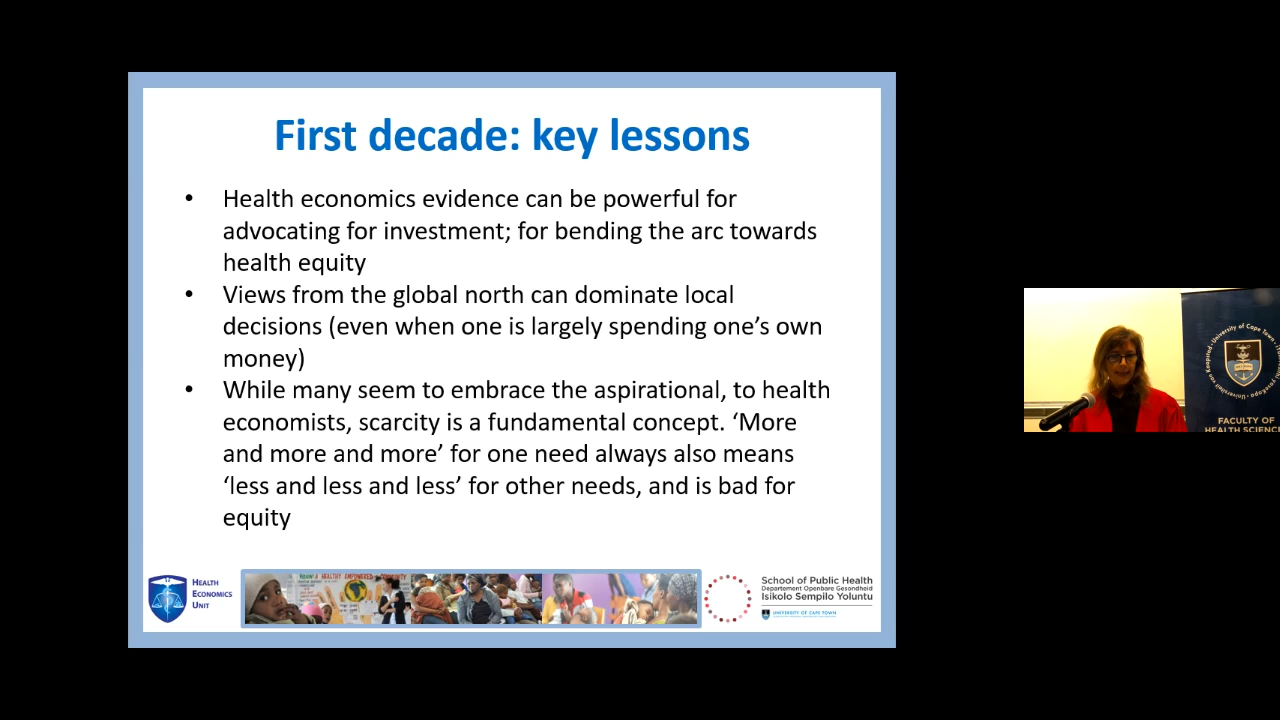 First decade: key lessons
• Health economics evidence can be powerful for
advocating for investment; for bending the arc towards
health equity
• Views from the global north can dominate local
decisions (even when one is largely spending one’s own
money)
• While many seem to embrace the aspirational, to health
economists, scarcity is a fundamental concept. ‘More
and more and more’ for one need always also means
‘less and less and less’ for other needs, and is bad for
equity
HEALTH
ECONOMICS
UNIT
School of Public Health
Departement Openbare Gesondheid
Isikolo Sempilo Yoluntu
UNIVERSITY OF CAPE TOWN
University of Cape Town
FACULTY OF
HEALTH SCIENC